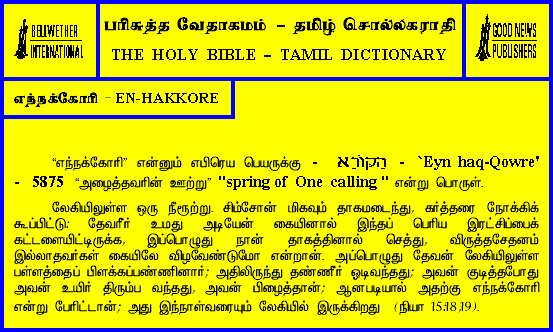 BELLWETHER
INTERNATIONAL
பரிசுத்த வேதாகமம் - தமிழ் சொல்லகராதி
THE HOLY BIBLE - TAMIL DICTIONARY
GOOD NEWS
PUBLISHERS
எந்நக்கோரி - EN-HAKKORE
“எந்நக்கோரி” என்னும் எபிரெய பெயருக்கு - הַקּוֹרֵא - `Eyn haq-Qowre'
- 5875 “அழைத்தவரின் ஊற்று” "spring of One calling " என்று பொருள்.
லேகியிலுள்ள ஒரு நீரூற்று. சிம்சோன் மிகவும் தாகமடைந்து, கர்த்தரை நோக்கிக்
கூப்பிட்டு: தேவரீர் உமது அடியேன் கையினால் இந்தப் பெரிய இரட்சிப்பைக்
கட்டளையிட்டிருக்க, இப்பொழுது நான் தாகத்தினால் செத்து, விருத்தசேதனம்
இல்லாதவர்கள் கையிலே விழவேண்டுமோ என்றான். அப்பொழுது தேவன் லேகியிலுள்ள
பள்ளத்தைப் பிளக்கப்பண்ணினார்; அதிலிருந்து தண்ணீர் ஓடிவந்தது; அவன் குடித்தபோது
அவன் உயிர் திரும்ப வந்தது, அவன் பிழைத்தான்; ஆனபடியால் அதற்கு எந்நக்கோரி
என்று பேரிட்டான்; அது இந்நாள்வரையும் லேகியில் இருக்கிறது (நியா 15:18,19).